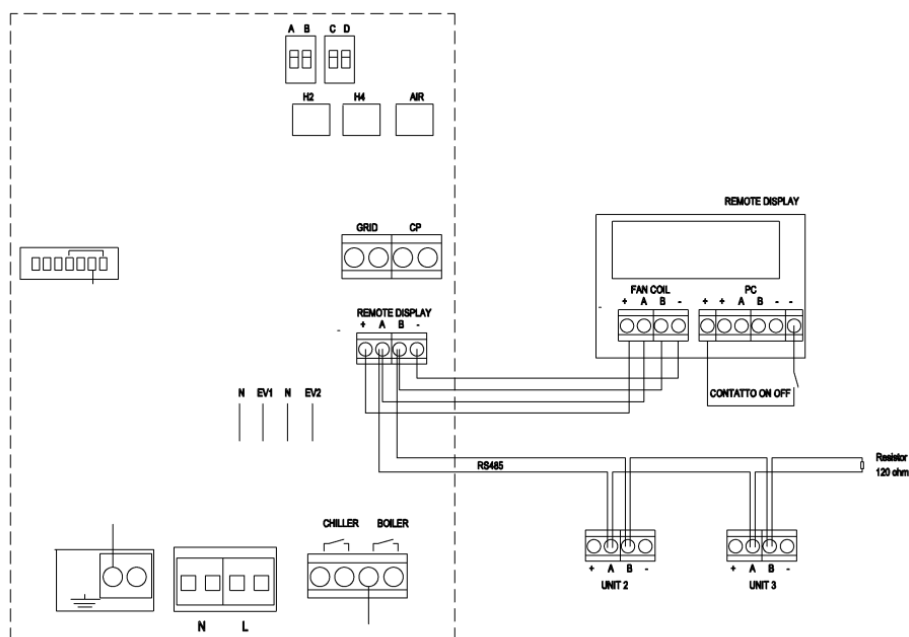 A B C D
H2 H4 AIR
REMOTE DISPLAY
GRID CP
FAN COIL PC
+ A B - + + A B - -
REMOTE DISPLAY
+ A B -
CONTATTO ON OFF
N EV1 N EV2
RS485
Resistor
120 ohm
CHILLER BOILER
+ A B - + A B -
UNIT 2 UNIT 3
N L